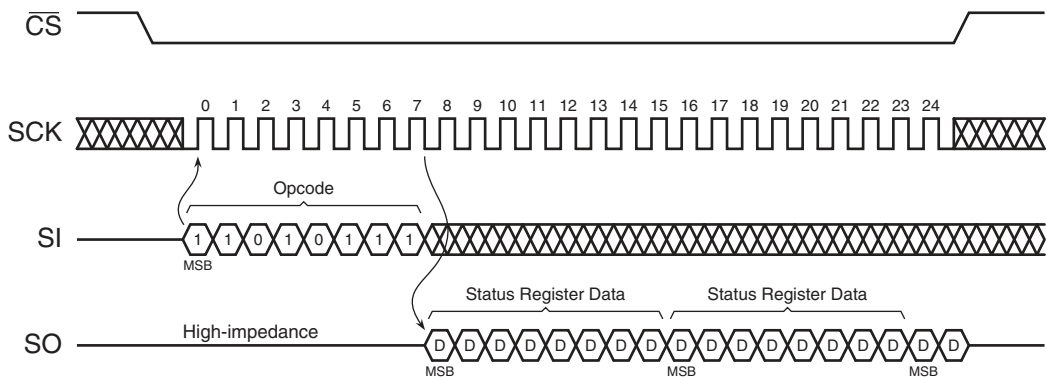 CS
0 1 2 3 4 5 6 7 8 9 10 11 12 13 14 15 16 17 18 19 20 21 22 23 24
SCK
Opcode
SI 1 1 0 1 0 1 1 1
MSB
Status Register Data Status Register Data
High-impedance
SO D D D D D D D D D D D D D D D D D D
MSB MSB MSB